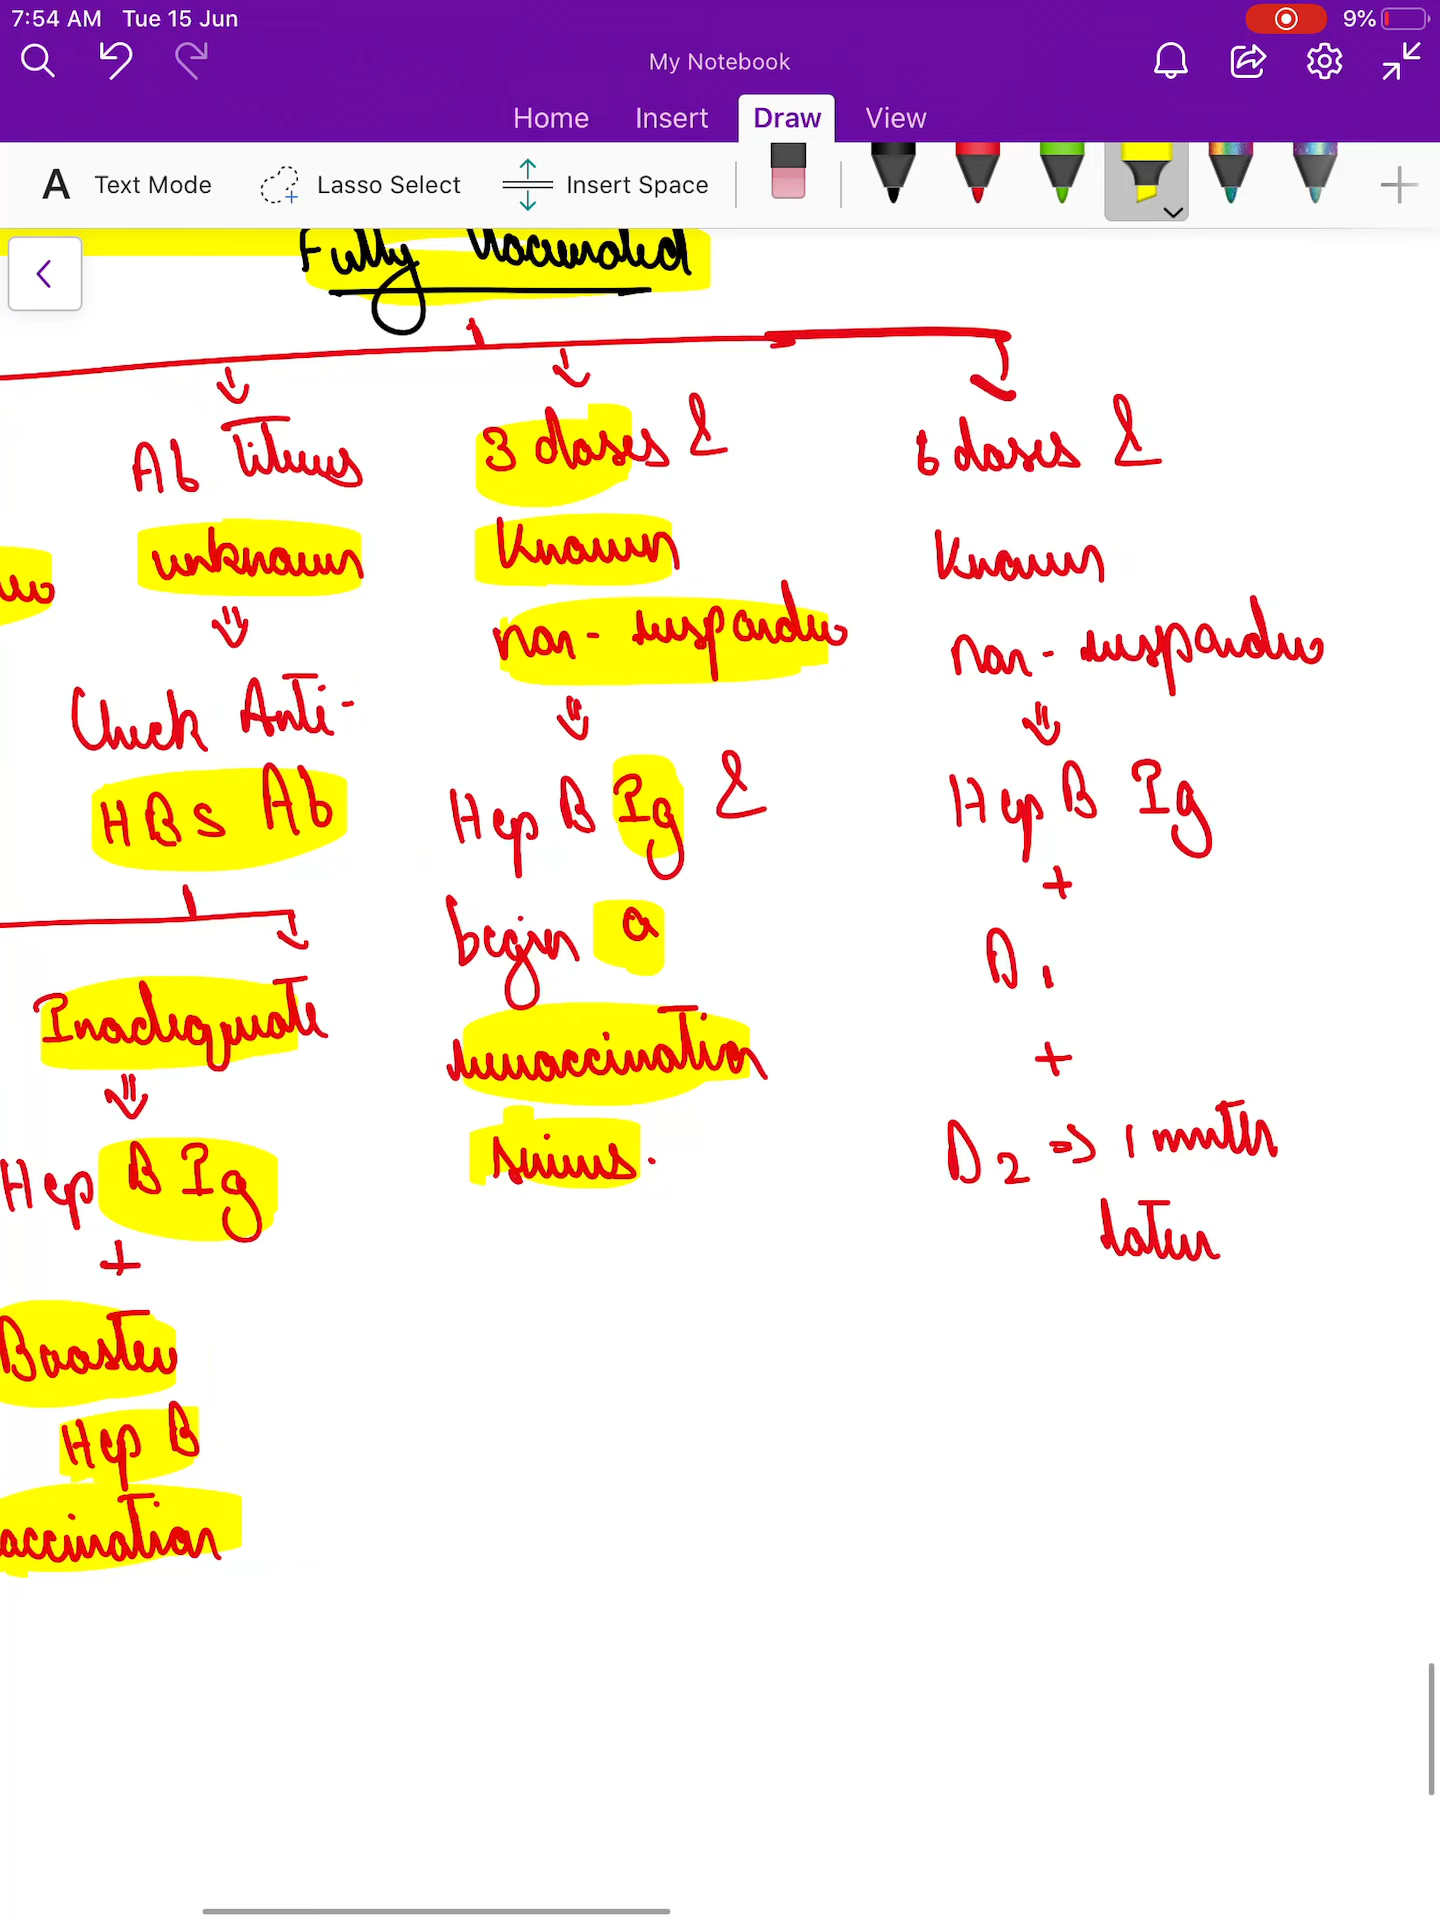 7:54 AM Tue 15 Jun
9%
My Notebook
Home Insert Draw View
A Text Mode Lasso Select Insert Space
Fully Vaccinated
Ab titers
unknown
Check Anti-
HBs Ab
Inadequate
Hep B Ig
+
Booster
Hep B
accination
3 doses &
Known
non-responder
Hep B Ig &
begin a
revaccination
series.
6 doses &
Known
non-responder
Hep B Ig
+
D1
+
D2 => 1 month
later